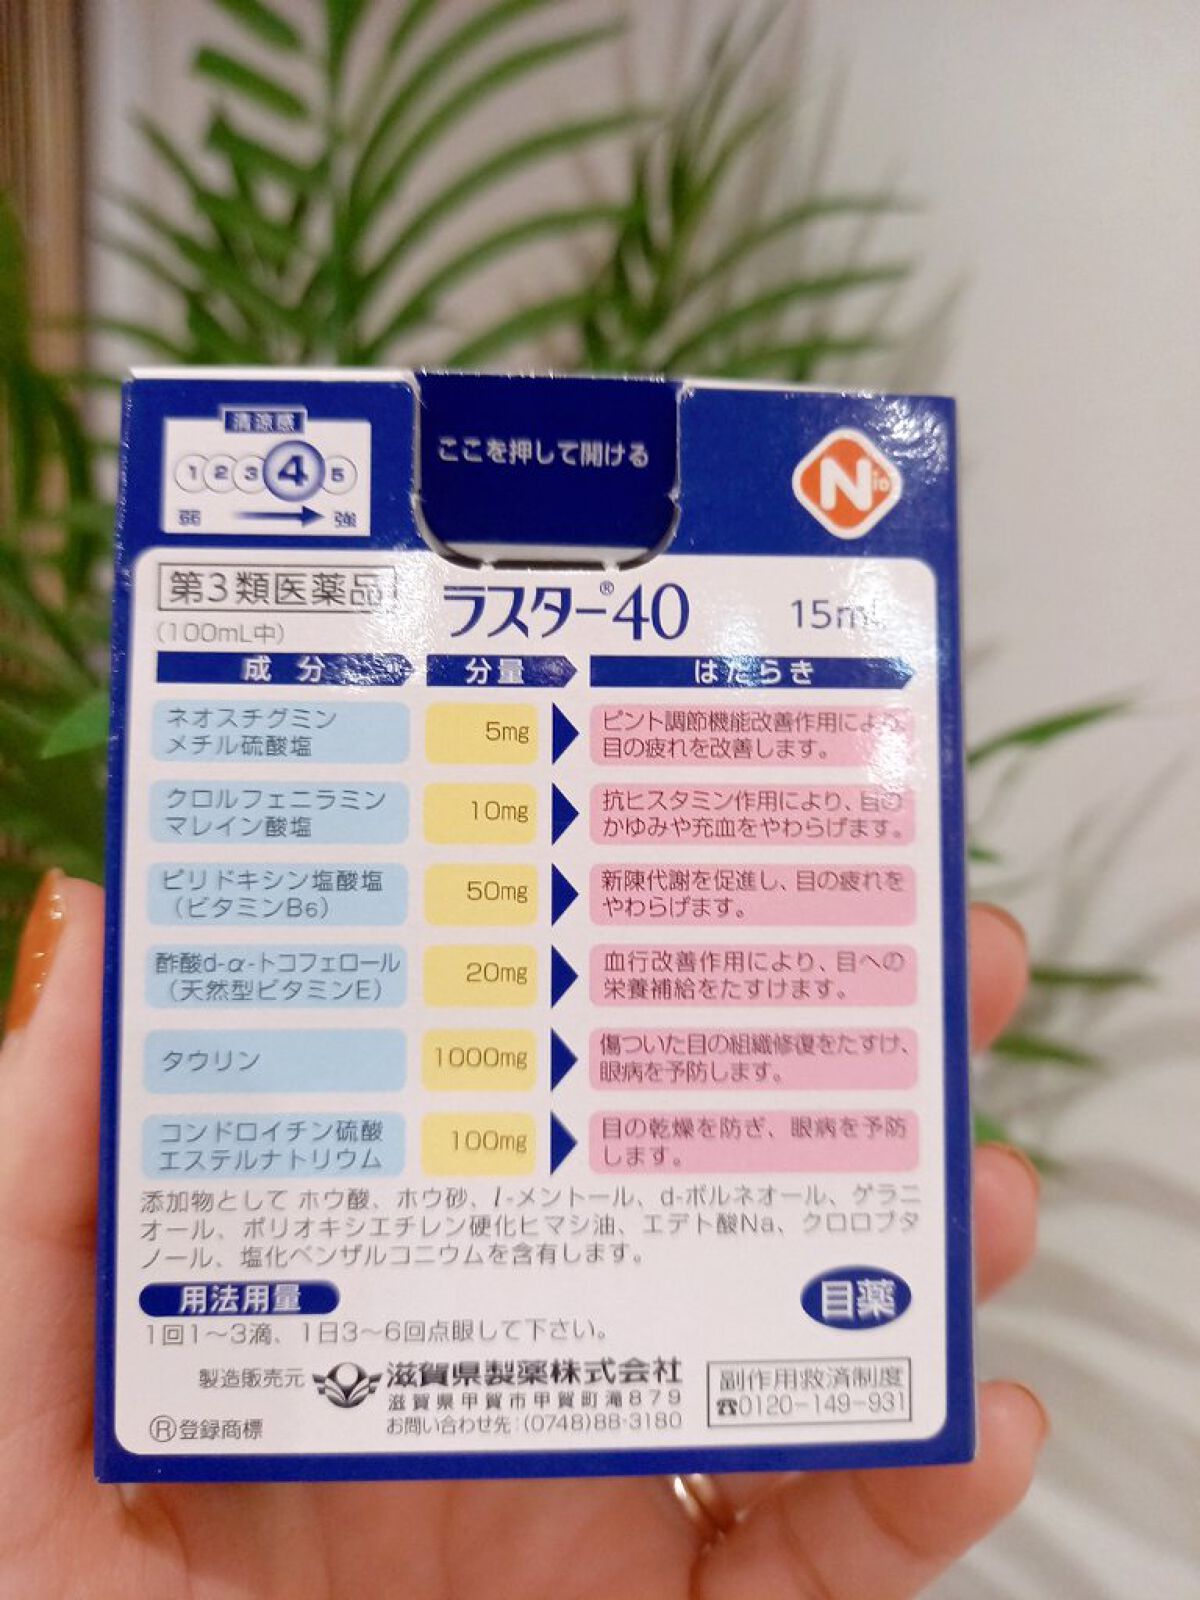 清涼感
1 2 3 4 5
弱 強
ここを押して開ける
N
第3類医薬品 ラスター®40 15mL
(100mL中)
成分 分量 はたらき
ネオスチグミン
メチル硫酸塩
5mg
ピント調節機能改善作用により、
目の疲れを改善します。
クロルフェニラミン
マレイン酸塩
10mg
抗ヒスタミン作用により、目の
かゆみや充血をやわらげます。
ピリドキシン塩酸塩
(ビタミンB6)
50mg
新陳代謝を促進し、目の疲れを
やわらげます。
酢酸d-α-トコフェロール
(天然型ビタミンE)
20mg
血行改善作用により、目への
栄養補給をたすけます。
タウリン
1000mg
傷ついた目の組織修復をたすけ、
眼病を予防します。
コンドロイチン硫酸
エステルナトリウム
100mg
目の乾燥を防ぎ、眼病を予防
します。
添加物として ホウ酸、ホウ砂、l-メントール、d-ボルネオール、ゲラニ
オール、ポリオキシエチレン硬化ヒマシ油、エデト酸Na、クロロブタ
ノール、塩化ベンザルコニウムを含有します。
用法用量
目薬
1回1～3滴、1日3～6回点眼して下さい。
製造販売元 滋賀県製薬株式会社
滋賀県甲賀市甲賀町滝879
お問い合わせ先:(0748)88-3180
Ⓡ登録商標
副作用救済制度
☎0120-149-931